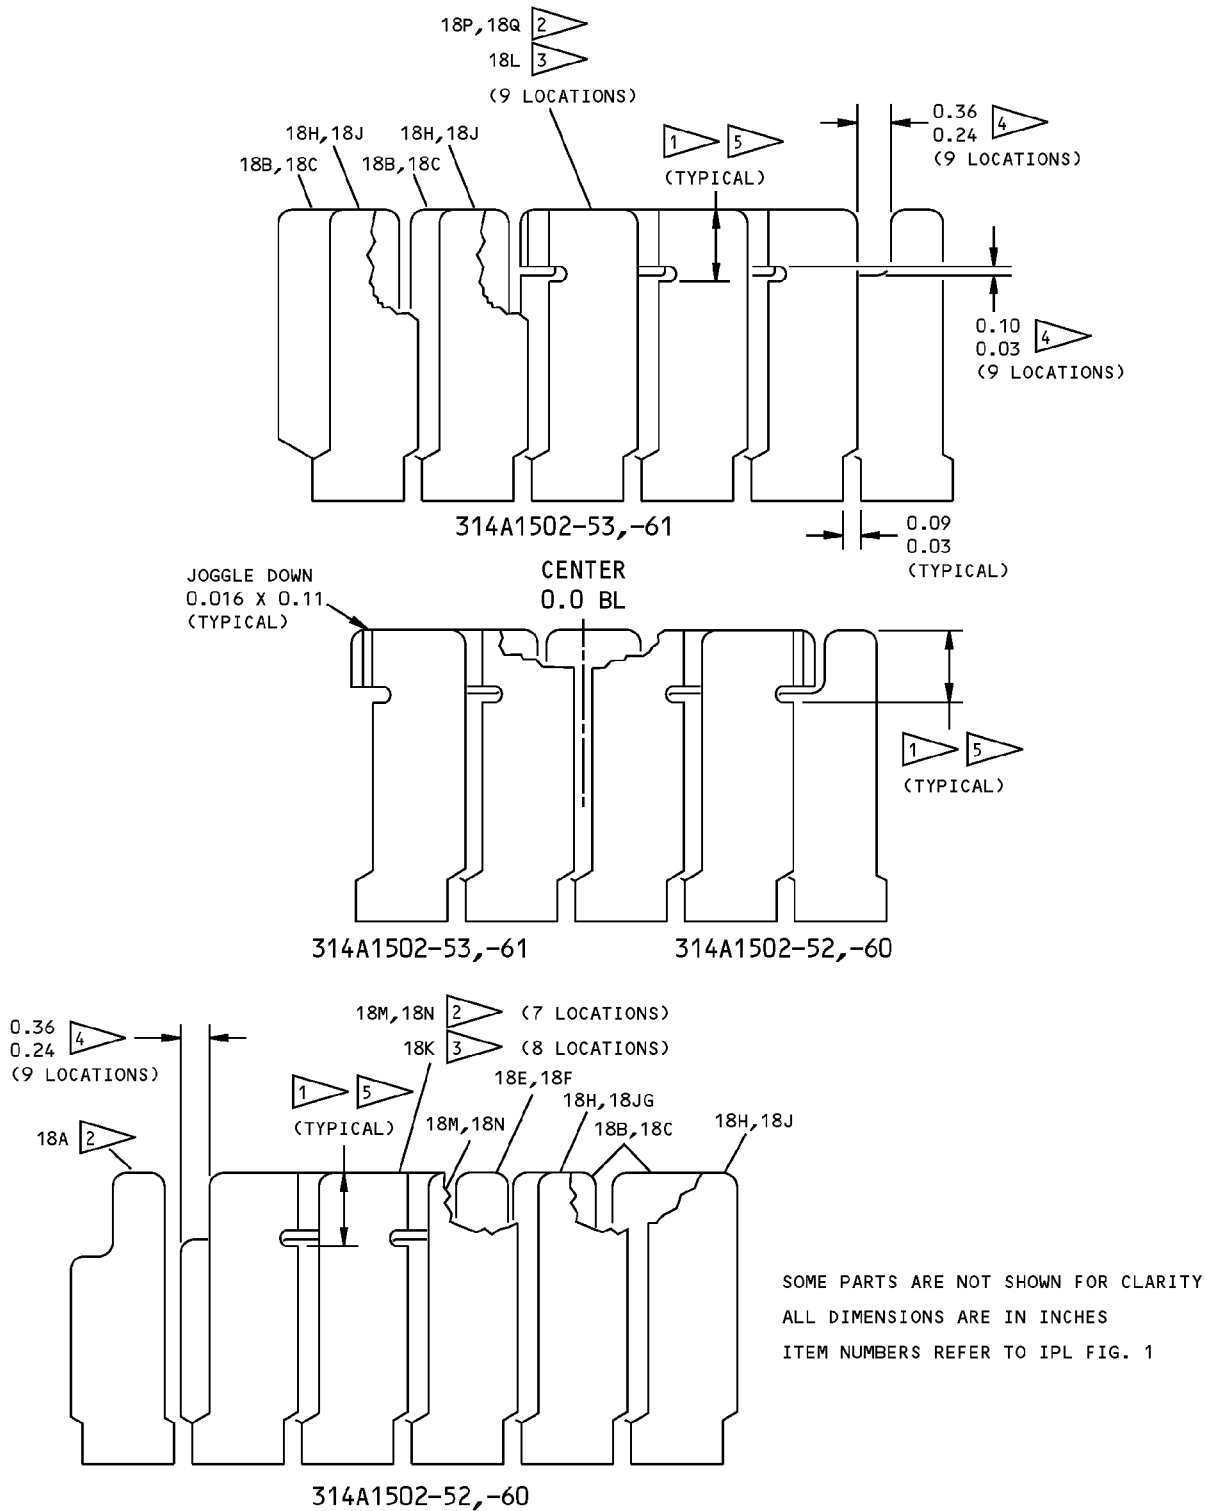 18P,18Q 2
18L 3
(9 LOCATIONS)
18H,18J 18H,18J
18B,18C 18B,18C
1 5
(TYPICAL)
0.36
0.24 4
(9 LOCATIONS)
0.10
0.03 4
(9 LOCATIONS)
314A1502-53,-61
0.09
0.03
(TYPICAL)
JOGGLE DOWN
0.016 X 0.11
(TYPICAL)
CENTER
0.0 BL
1 5
(TYPICAL)
314A1502-53,-61 314A1502-52,-60
0.36
0.24 4
(9 LOCATIONS)
18M,18N 2 (7 LOCATIONS)
18K 3 (8 LOCATIONS)
1 5
(TYPICAL)
18E,18F
18H,18JG
18M,18N
18B,18C
18H,18J
18A 2
SOME PARTS ARE NOT SHOWN FOR CLARITY
ALL DIMENSIONS ARE IN INCHES
ITEM NUMBERS REFER TO IPL FIG. 1
314A1502-52,-60